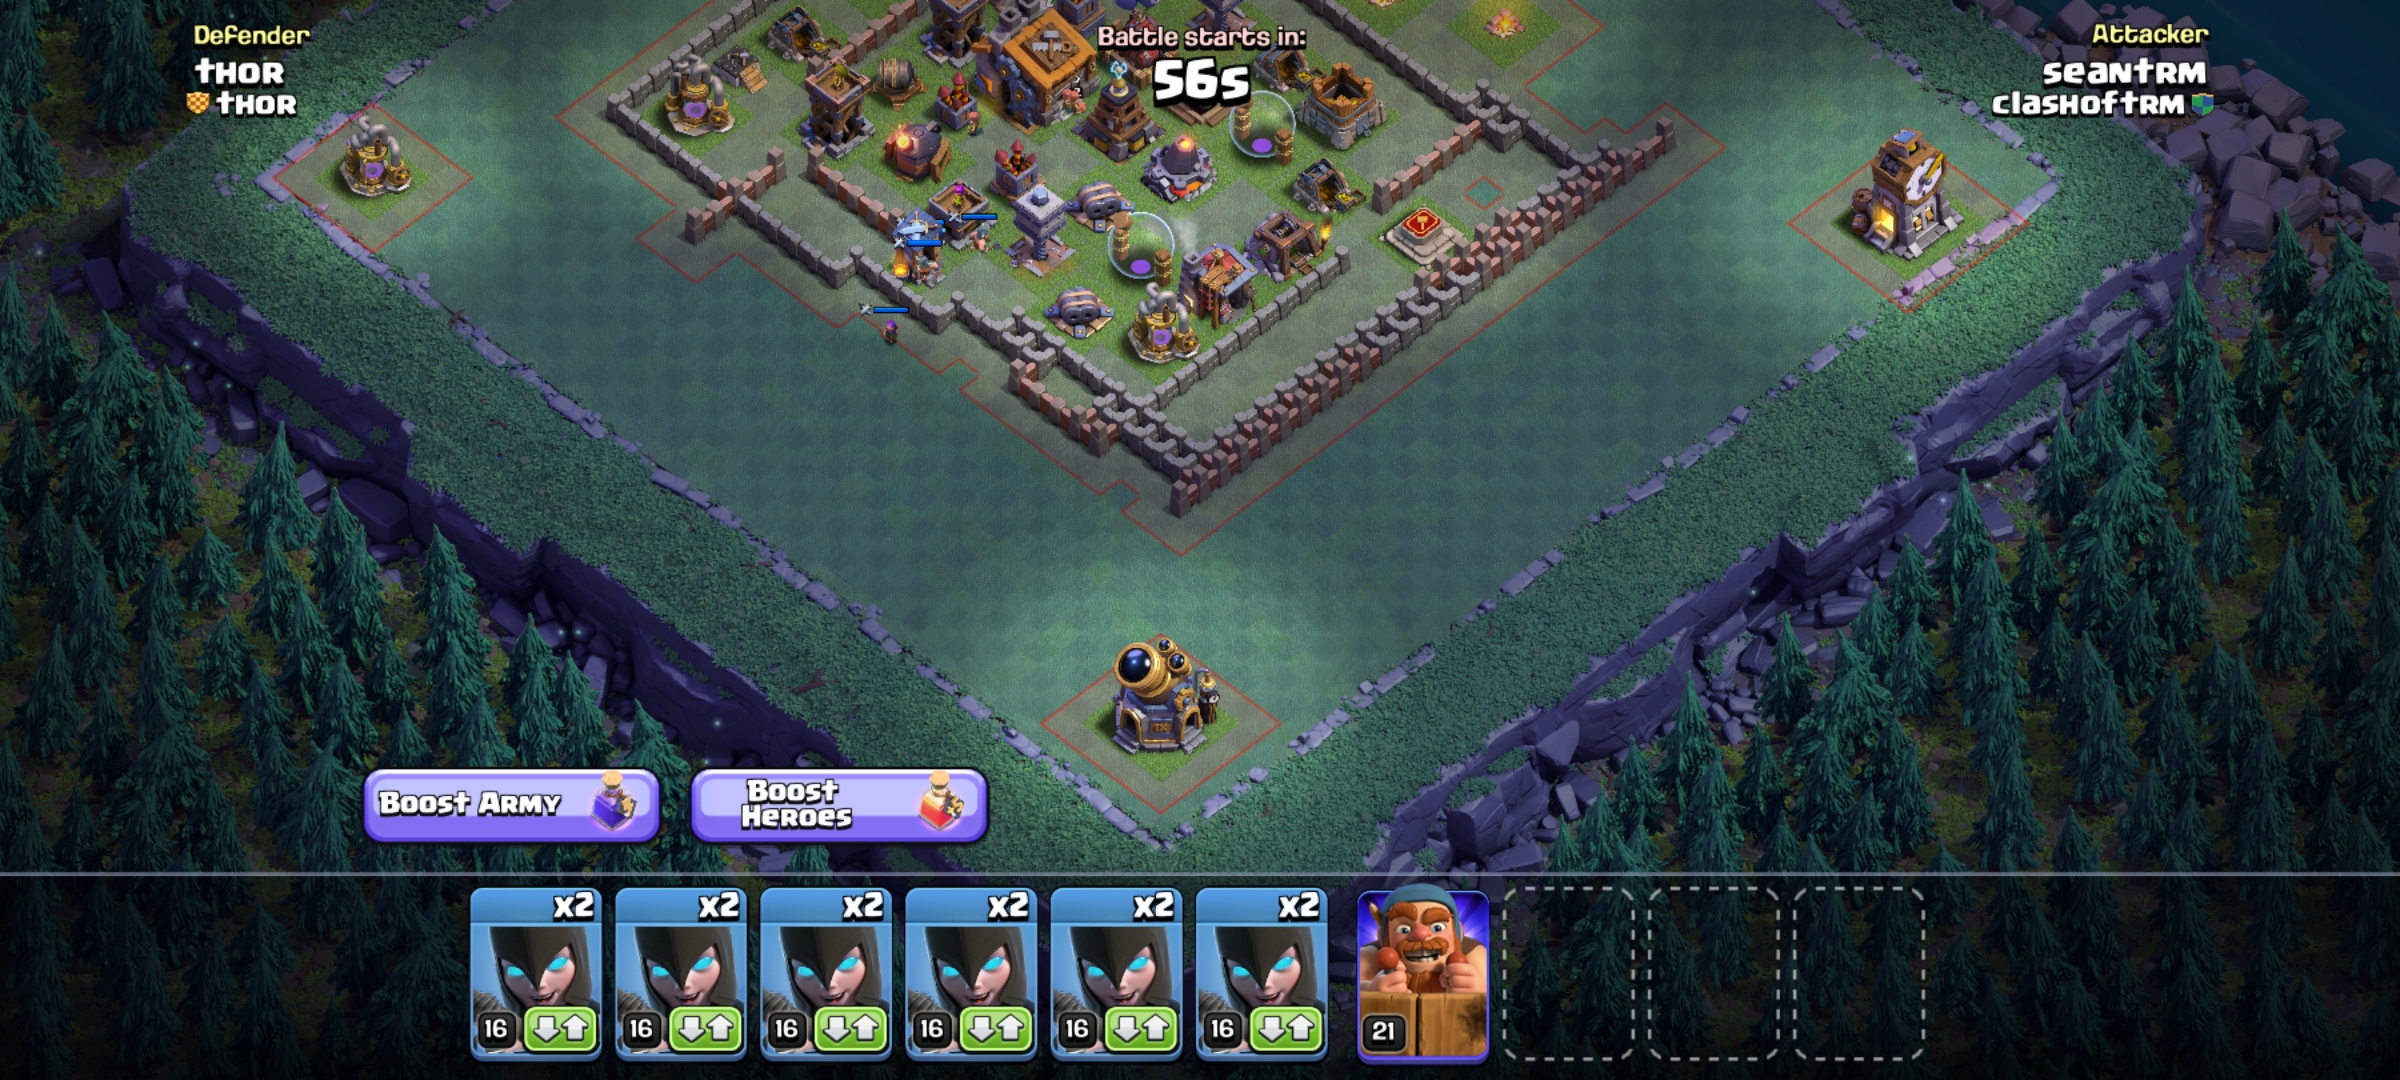 Defender
tHOR
tHOR
Battle starts in:
56s
Attacker
seantRM
clashoftRM
Boost Army
Boost
Heroes
x2
x2
x2
x2
x2
x2
16
16
16
16
16
16
21